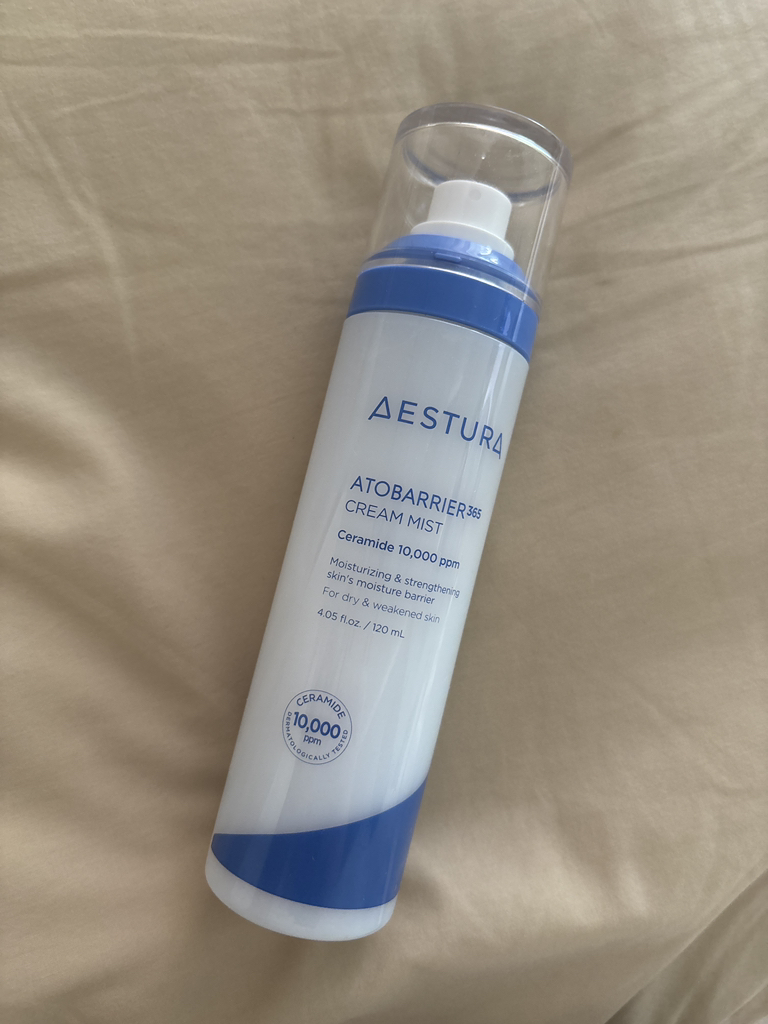 AESTURA
ATOBARRIER365
CREAM MIST
Ceramide 10,000 ppm
Moisturizing & strengthening
skin's moisture barrier
For dry & weakened skin
4.05 fl.oz. / 120 mL
CERAMIDE
10,000
ppm
DERMATOLOGICALLY TESTED